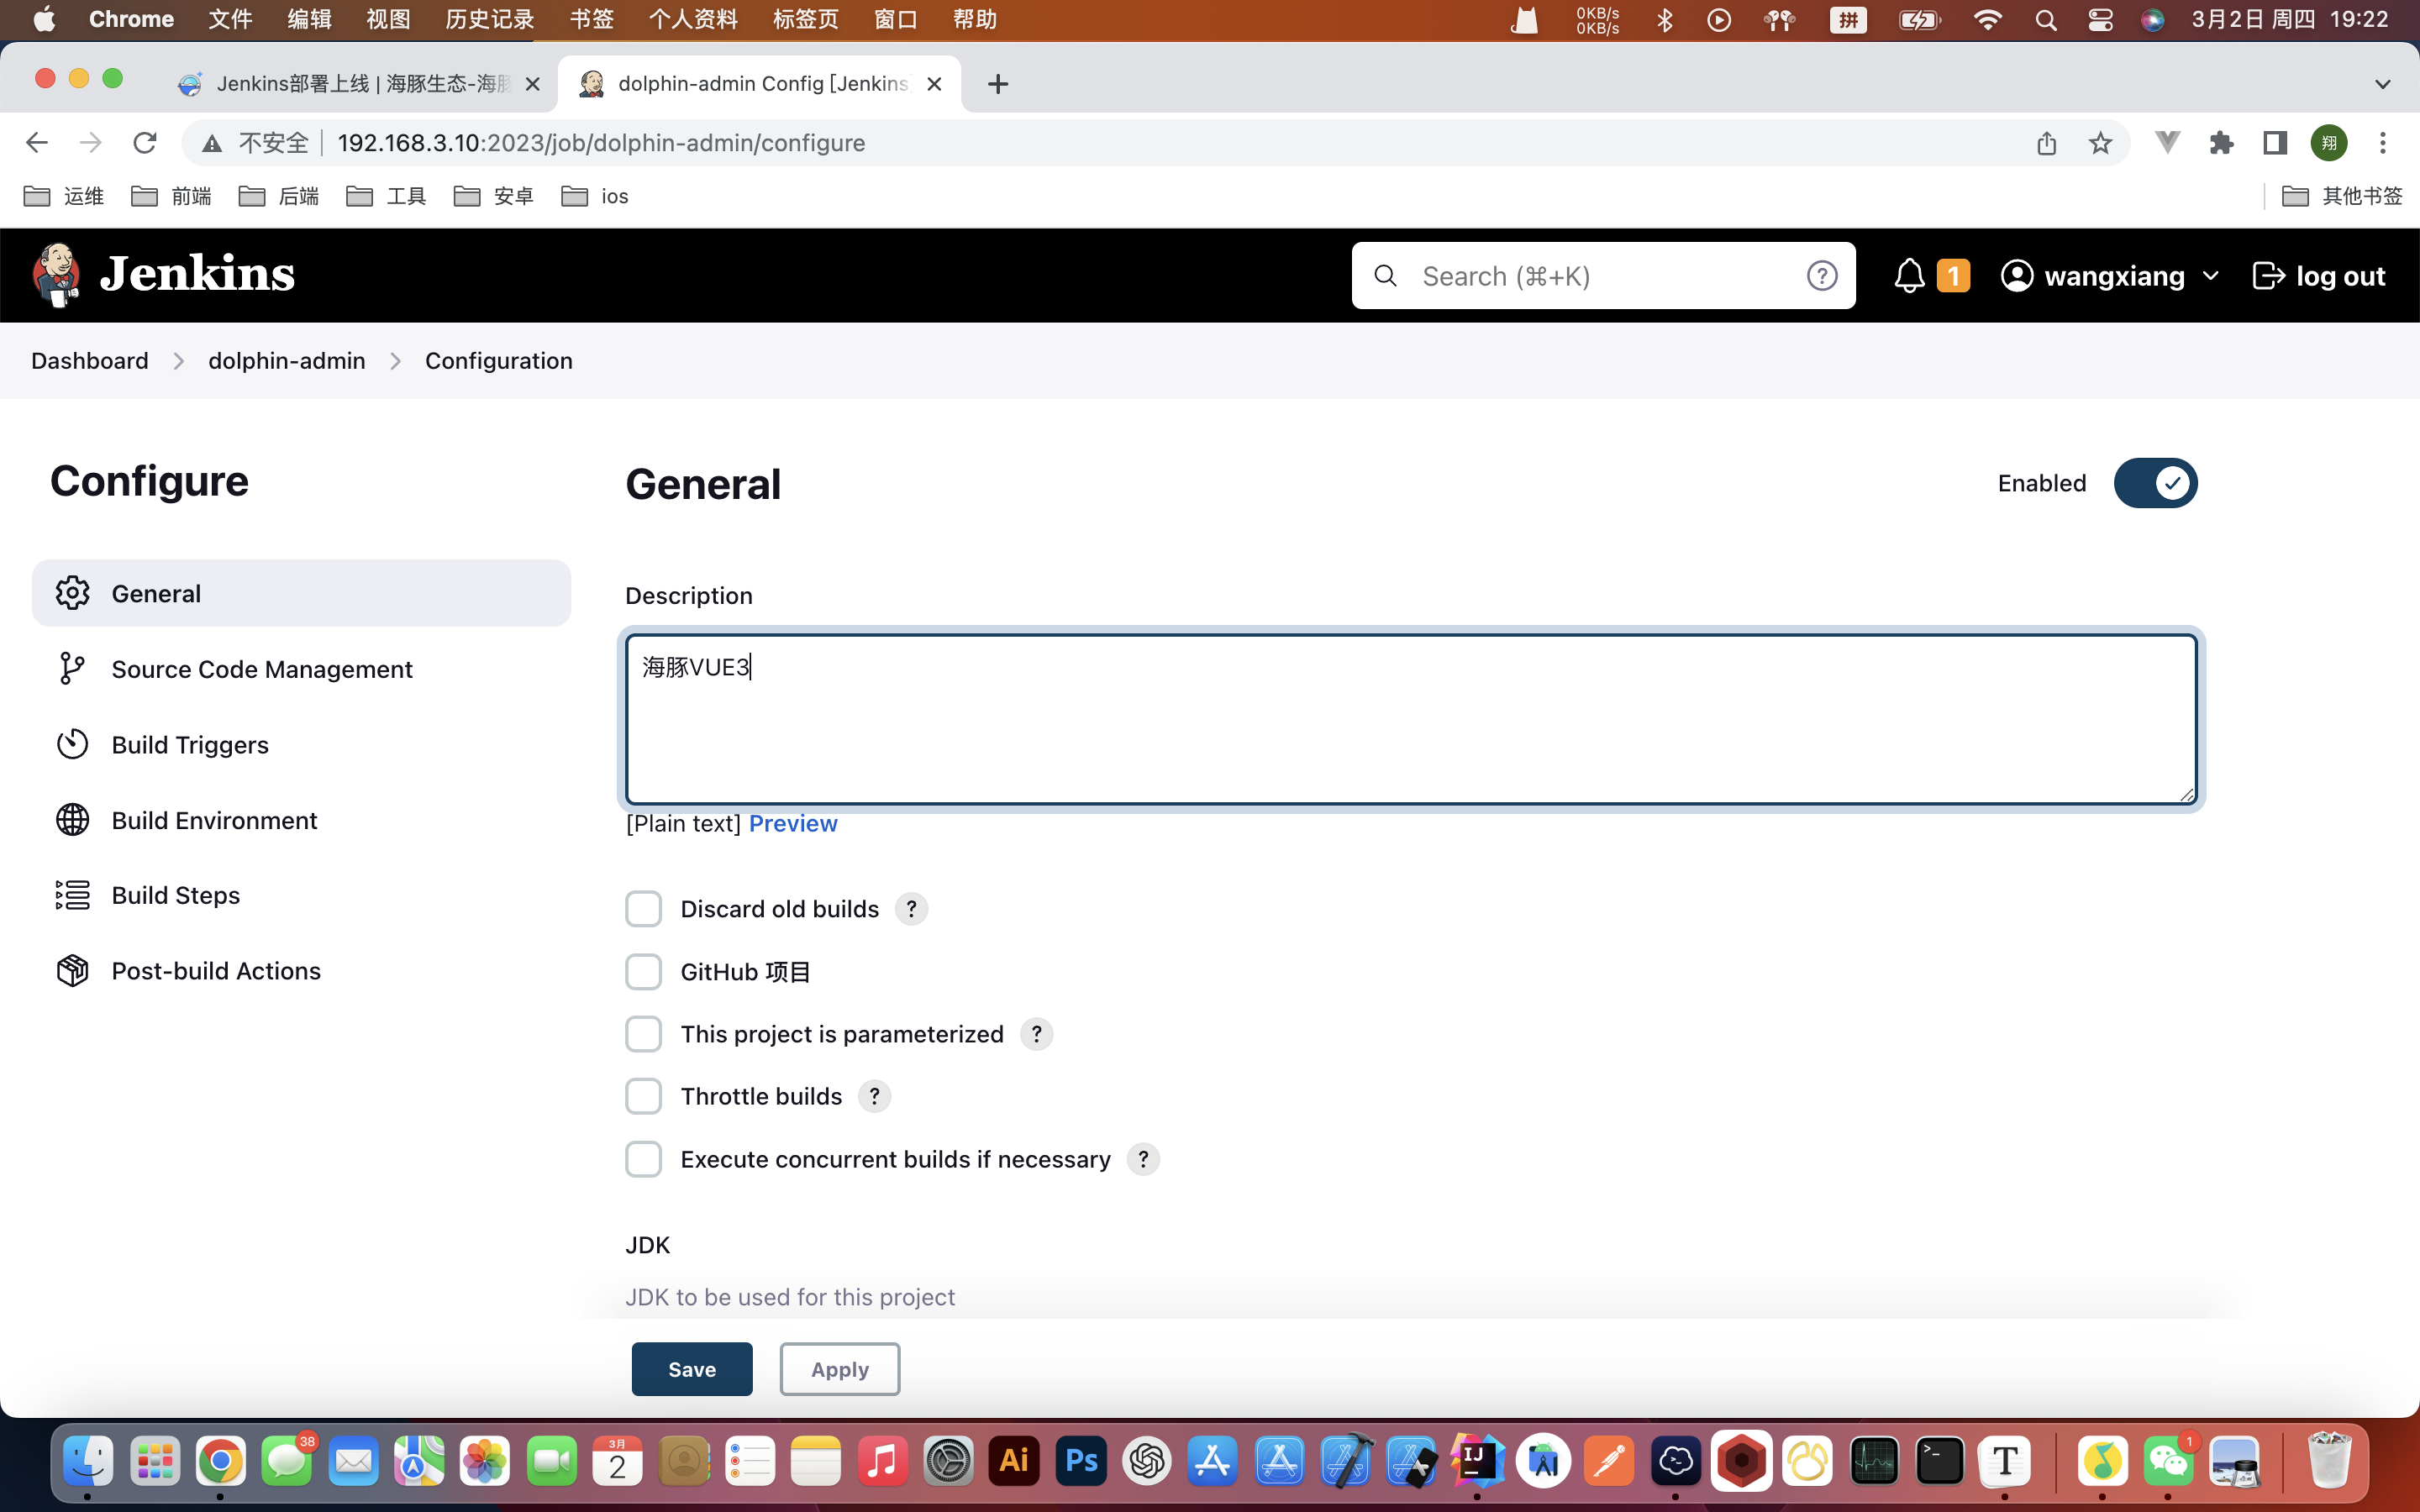 Chrome 文件 编辑 视图 历史记录 书签 个人资料 标签页 窗口 帮助 0KB/s 0KB/s 拼 3月2日 周四 19:22
Jenkins部署上线 | 海豚生态-海豚 dolphin-admin Config [Jenkins]
不安全 192.168.3.10:2023/job/dolphin-admin/configure 翔
运维 前端 后端 工具 安卓 ios 其他书签
Jenkins Search (⌘+K) ? 1 wangxiang log out
Dashboard dolphin-admin Configuration
Configure
General
Source Code Management
Build Triggers
Build Environment
Build Steps
Post-build Actions
General Enabled
Description
海豚VUE3
[Plain text] Preview
Discard old builds ?
GitHub 项目
This project is parameterized ?
Throttle builds ?
Execute concurrent builds if necessary ?
JDK
JDK to be used for this project
Save Apply
38 3月 2 Ai Ps IJ >_ T 1